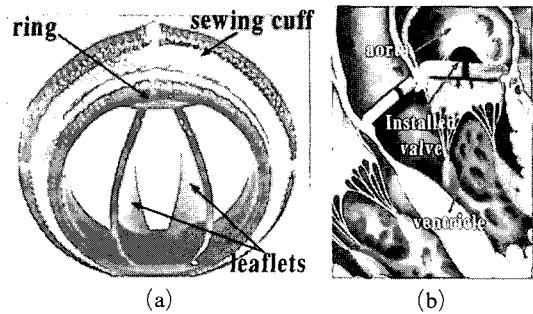 ring
sewing cuff
leaflets
(a)
aorta
Installed
valve
ventricle
(b)